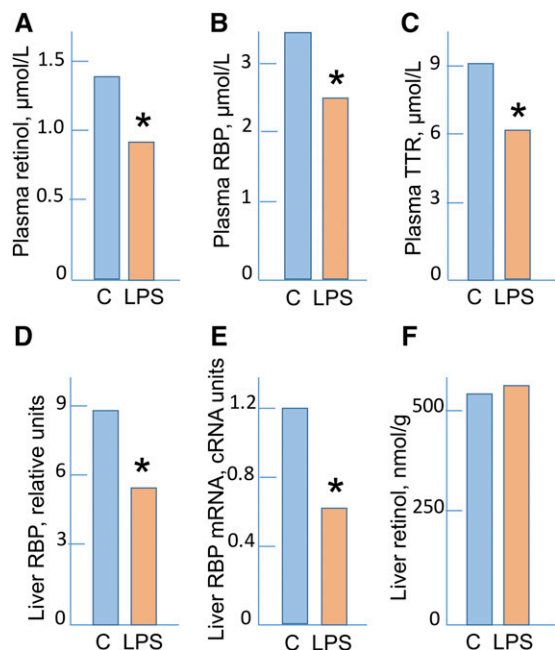 A
Plasma retinol, µmol/L
1.5
1.0
0.5
0
*
C LPS
B
Plasma RBP, µmol/L
3
2
1
0
*
C LPS
C
Plasma TTR, µmol/L
9
6
3
0
*
C LPS
D
Liver RBP, relative units
9
6
3
0
*
C LPS
E
Liver RBP mRNA, cRNA units
1.2
0.8
0.4
0
*
C LPS
F
Liver retinol, nmol/g
500
250
0
C LPS